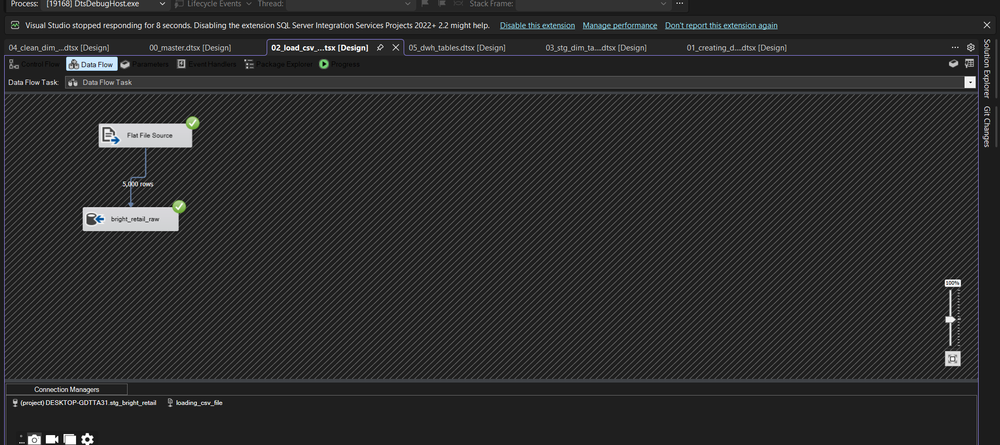 Process: [19168] DtsDebugHost.exe Lifecycle Events Thread: Stack Frame:
Visual Studio stopped responding for 8 seconds. Disabling the extension SQL Server Integration Services Projects 2022+ 2.2 might help. Disable this extension Manage performance Don't report this extension again
04_clean_dim_...dtsx [Design] 00_master.dtsx [Design] 02_load_csv_...tsx [Design] 05_dwh_tables.dtsx [Design] 03_stg_dim_ta....dtsx [Design] 01_creating_d....dtsx [Design]
Control Flow Data Flow Parameters Event Handlers Package Explorer Progress
Data Flow Task: Data Flow Task
Flat File Source
5,000 rows
bright_retail_raw
100%
Connection Managers
(project) DESKTOP-GDTTA31.stg_bright_retail loading_csv_file
Solution Explorer
Git Changes